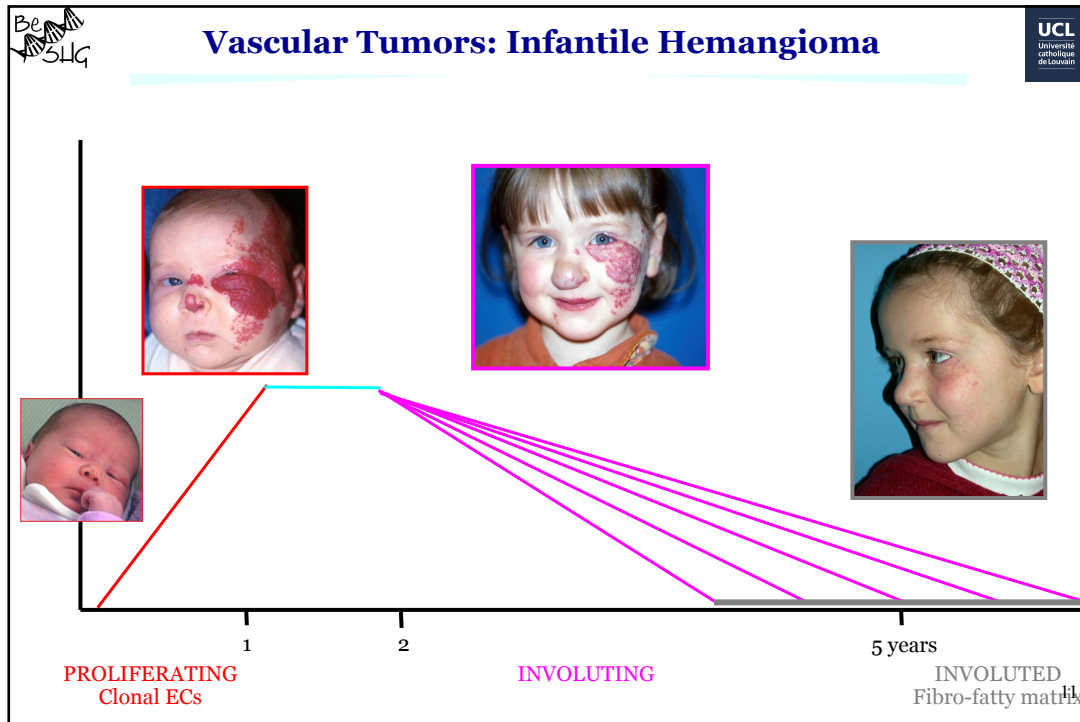 Be
SHG
Vascular Tumors: Infantile Hemangioma
UCL
Université
catholique
de Louvain
1
2
5 years
PROLIFERATING
Clonal ECs
INVOLUTING
INVOLUTED
Fibro-fatty matrix
11